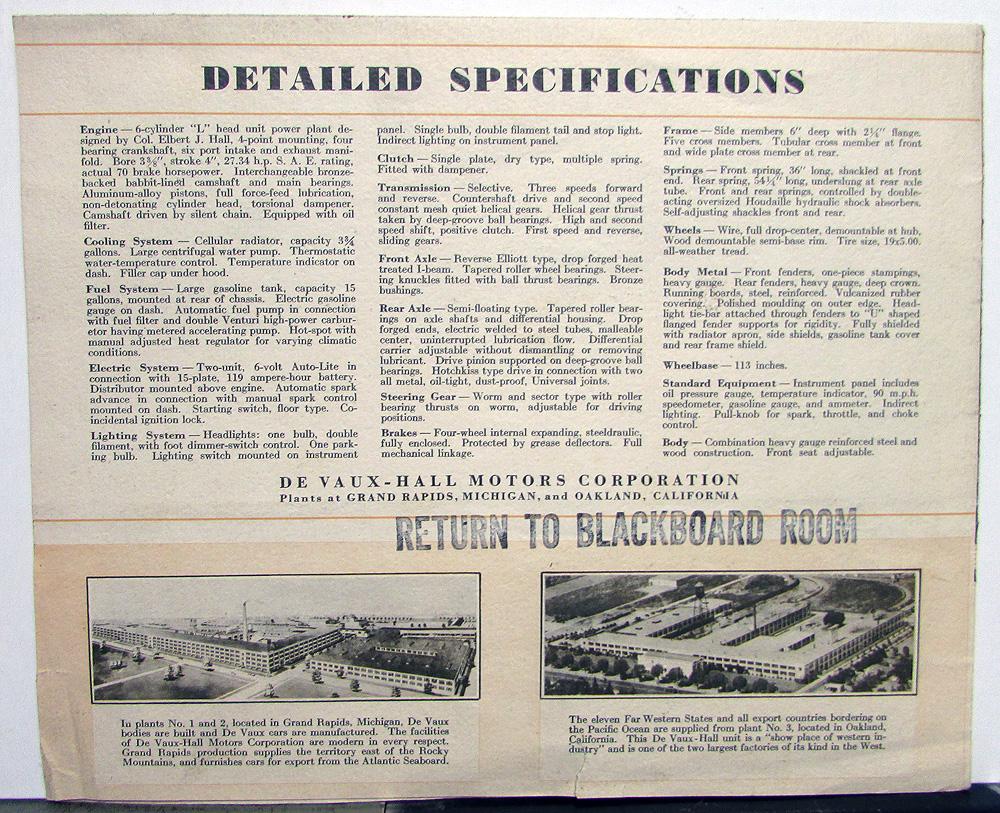 DETAILED SPECIFICATIONS
Engine — 6-cylinder "L" head unit power plant de-
signed by Col. Elbert J. Hall, 4-point mounting, four
bearing crankshaft, six port intake and exhaust mani-
fold. Bore 3⅜", stroke 4", 27.34 h.p. S. A. E. rating,
actual 70 brake horsepower. Interchangeable bronze-
backed babbit-lined camshaft and main bearings.
Aluminum-alloy pistons, full force-feed lubrication,
non-detonating cylinder head, torsional dampener.
Camshaft driven by silent chain. Equipped with oil
filter.
Cooling System — Cellular radiator, capacity 3¾
gallons. Large centrifugal water pump. Thermostatic
water-temperature control. Temperature indicator on
dash. Filler cap under hood.
Fuel System — Large gasoline tank, capacity 15
gallons, mounted at rear of chassis. Electric gasoline
gauge on dash. Automatic fuel pump in connection
with fuel filter and double Venturi high-power carbur-
etor having metered accelerating pump. Hot-spot with
manual adjusted heat regulator for varying climatic
conditions.
Electric System — Two-unit, 6-volt Auto-Lite in
connection with 15-plate, 119 ampere-hour battery.
Distributor mounted above engine. Automatic spark
advance in connection with manual spark control
mounted on dash. Starting switch, floor type. Co-
incidental ignition lock.
Lighting System — Headlights: one bulb, double
filament, with foot dimmer-switch control. One park-
ing bulb. Lighting switch mounted on instrument
panel. Single bulb, double filament tail and stop light.
Indirect lighting on instrument panel.
Clutch — Single plate, dry type, multiple spring.
Fitted with dampener.
Transmission — Selective. Three speeds forward
and reverse. Countershaft drive and second speed
constant mesh quiet helical gears. Helical gear thrust
taken by deep-groove ball bearings. High and second
speed shift, positive clutch. First speed and reverse,
sliding gears.
Front Axle — Reverse Elliott type, drop forged heat
treated I-beam. Tapered roller wheel bearings. Steer-
ing knuckles fitted with ball thrust bearings. Bronze
bushings.
Rear Axle — Semi-floating type. Tapered roller bear-
ings on axle shafts and differential housing. Drop
forged ends, electric welded to steel tubes, malleable
center, uninterrupted lubrication flow. Differential
carrier adjustable without dismantling or removing
lubricant. Drive pinion supported on deep-groove ball
bearings. Hotchkiss type drive in connection with two
all metal, oil-tight, dust-proof, Universal joints.
Steering Gear — Worm and sector type with roller
bearing thrusts on worm, adjustable for driving
positions.
Brakes — Four-wheel internal expanding, steeldraulic,
fully enclosed. Protected by grease deflectors. Full
mechanical linkage.
Frame — Side members 6" deep with 2¼" flange.
Five cross members. Tubular cross member at front
and wide plate cross member at rear.
Springs — Front spring, 36" long, shackled at front
end. Rear spring, 54¼" long, underslung at rear axle
tube. Front and rear springs, controlled by double-
acting oversized Houdaille hydraulic shock absorbers.
Self-adjusting shackles front and rear.
Wheels — Wire, full drop-center, demountable at hub,
Wood demountable semi-base rim. Tire size, 19x5.00.
all-weather tread.
Body Metal — Front fenders, one-piece stampings,
heavy gauge. Rear fenders, heavy gauge, deep crown.
Running boards, steel, reinforced. Vulcanized rubber
covering. Polished moulding on outer edge. Head-
light tie-bar attached through fenders to "U" shaped
flanged fender supports for rigidity. Fully shielded
with radiator apron, side shields, gasoline tank cover
and rear frame shield.
Wheelbase — 113 inches.
Standard Equipment — Instrument panel includes
oil pressure gauge, temperature indicator, 90 m.p.h.
speedometer, gasoline gauge, and ammeter. Indirect
lighting. Pull-knob for spark, throttle, and choke
control.
Body — Combination heavy gauge reinforced steel and
wood construction. Front seat adjustable.
DE VAUX-HALL MOTORS CORPORATION
Plants at GRAND RAPIDS, MICHIGAN, and OAKLAND, CALIFORNIA
RETURN TO BLACKBOARD ROOM
In plants No. 1 and 2, located in Grand Rapids, Michigan, De Vaux
bodies are built and De Vaux cars are manufactured. The facilities
of De Vaux-Hall Motors Corporation are modern in every respect.
Grand Rapids production supplies the territory east of the Rocky
Mountains, and furnishes cars for export from the Atlantic Seaboard.
The eleven Far Western States and all export countries bordering on
the Pacific Ocean are supplied from plant No. 3, located in Oakland,
California. This De Vaux-Hall unit is a "show place of western in-
dustry" and is one of the two largest factories of its kind in the West.